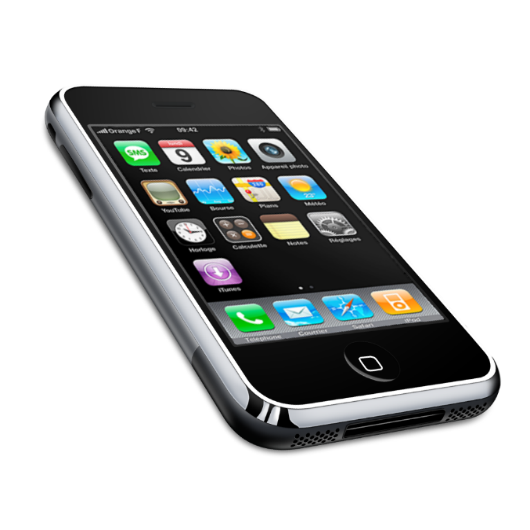 Orange F 09:42
SMS 9
Texte Calendrier Photos Appareil photo
23°
YouTube Bourse Plans Météo
Horloge Calculette Notes Réglages
iTunes
Téléphone Courrier Safari iPod